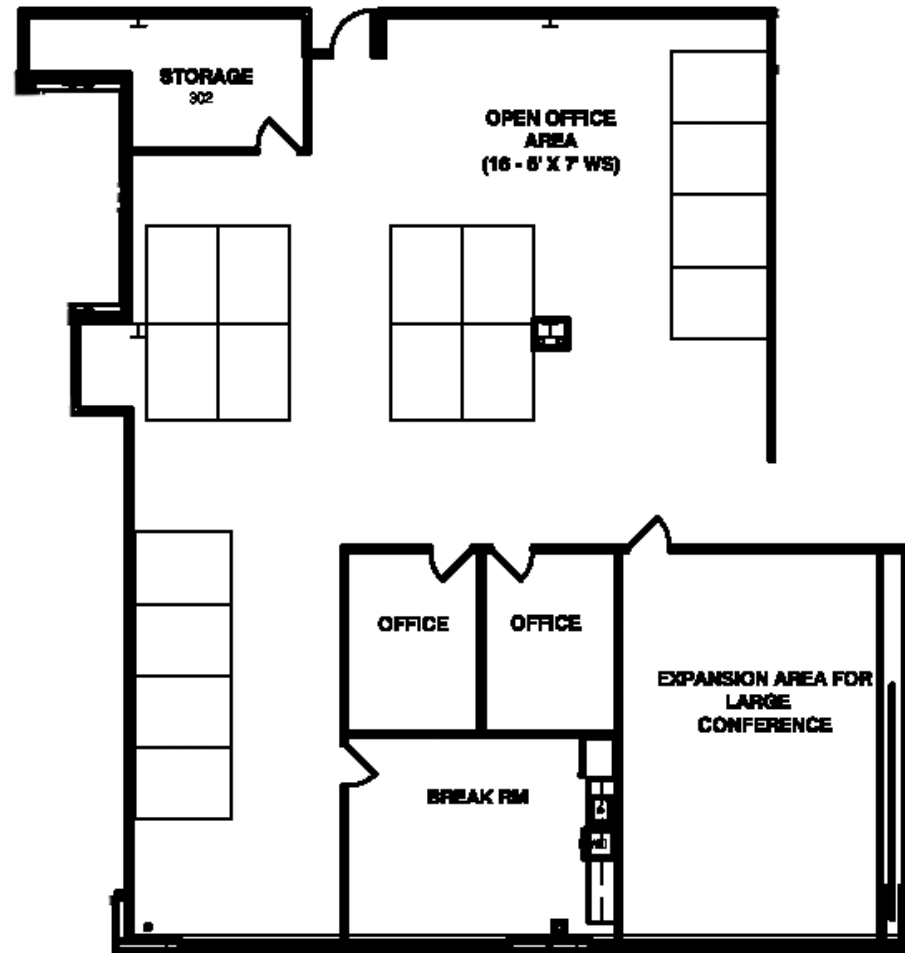 STORAGE
302
OPEN OFFICE
AREA
(16 - 6' X 7' WS)
OFFICE
OFFICE
EXPANSION AREA FOR
LARGE
CONFERENCE
BREAK RM